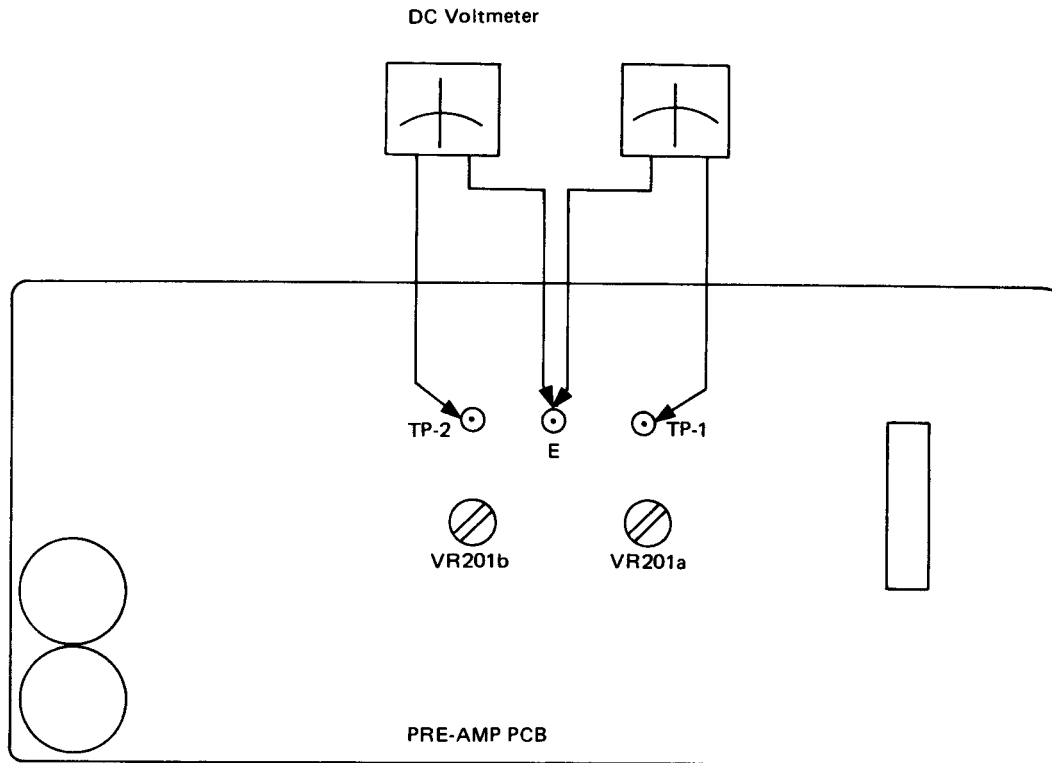 DC Voltmeter
TP-2
E
TP-1
VR201b
VR201a
PRE-AMP PCB